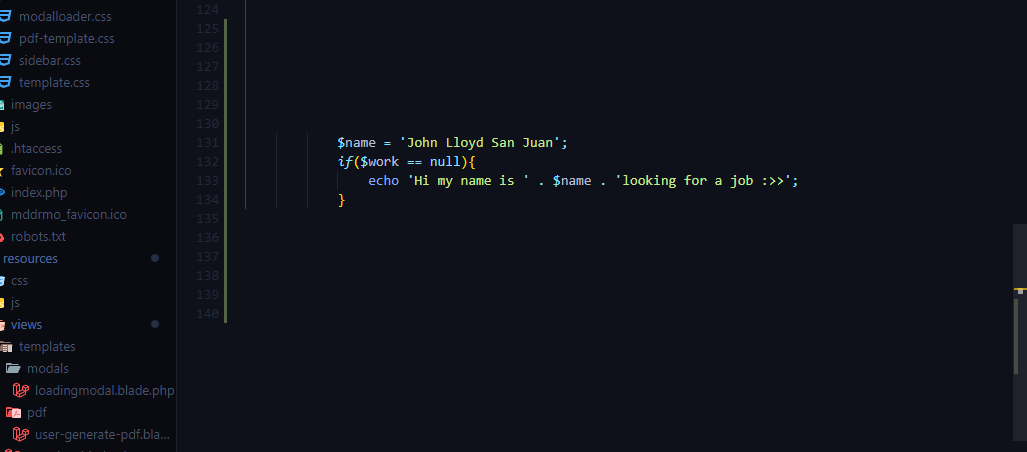 modalloader.css
pdf-template.css
sidebar.css
template.css
images
js
.htaccess
favicon.ico
index.php
mddrmo_favicon.ico
robots.txt
resources
css
js
views
templates
modals
loadingmodal.blade.php
pdf
user-generate-pdf.bla...
124
125
126
127
128
129
130
131 $name = 'John Lloyd San Juan';
132 if($work == null){
133 echo 'Hi my name is ' . $name . 'looking for a job :>>';
134 }
135
136
137
138
139
140